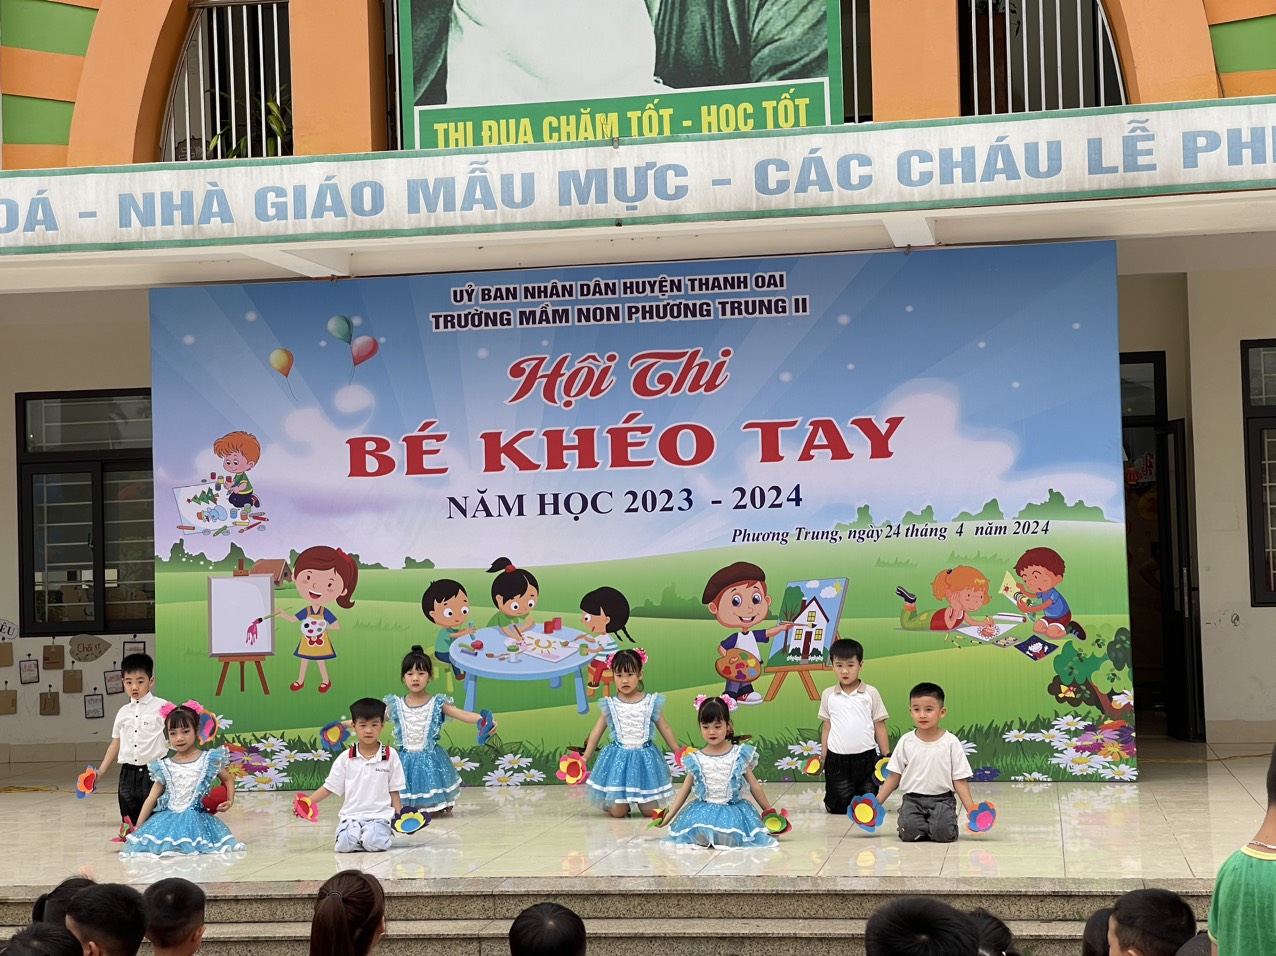 THI ĐUA CHĂM TỐT - HỌC TỐT
OÁ - NHÀ GIÁO MẪU MỰC - CÁC CHÁU LỄ PH
UỶ BAN NHÂN DÂN HUYỆN THANH OAI
TRƯỜNG MẦM NON PHƯƠNG TRUNG II
Hội Thi
BÉ KHÉO TAY
NĂM HỌC 2023 - 2024
Phương Trung, ngày 24 tháng 4 năm 2024